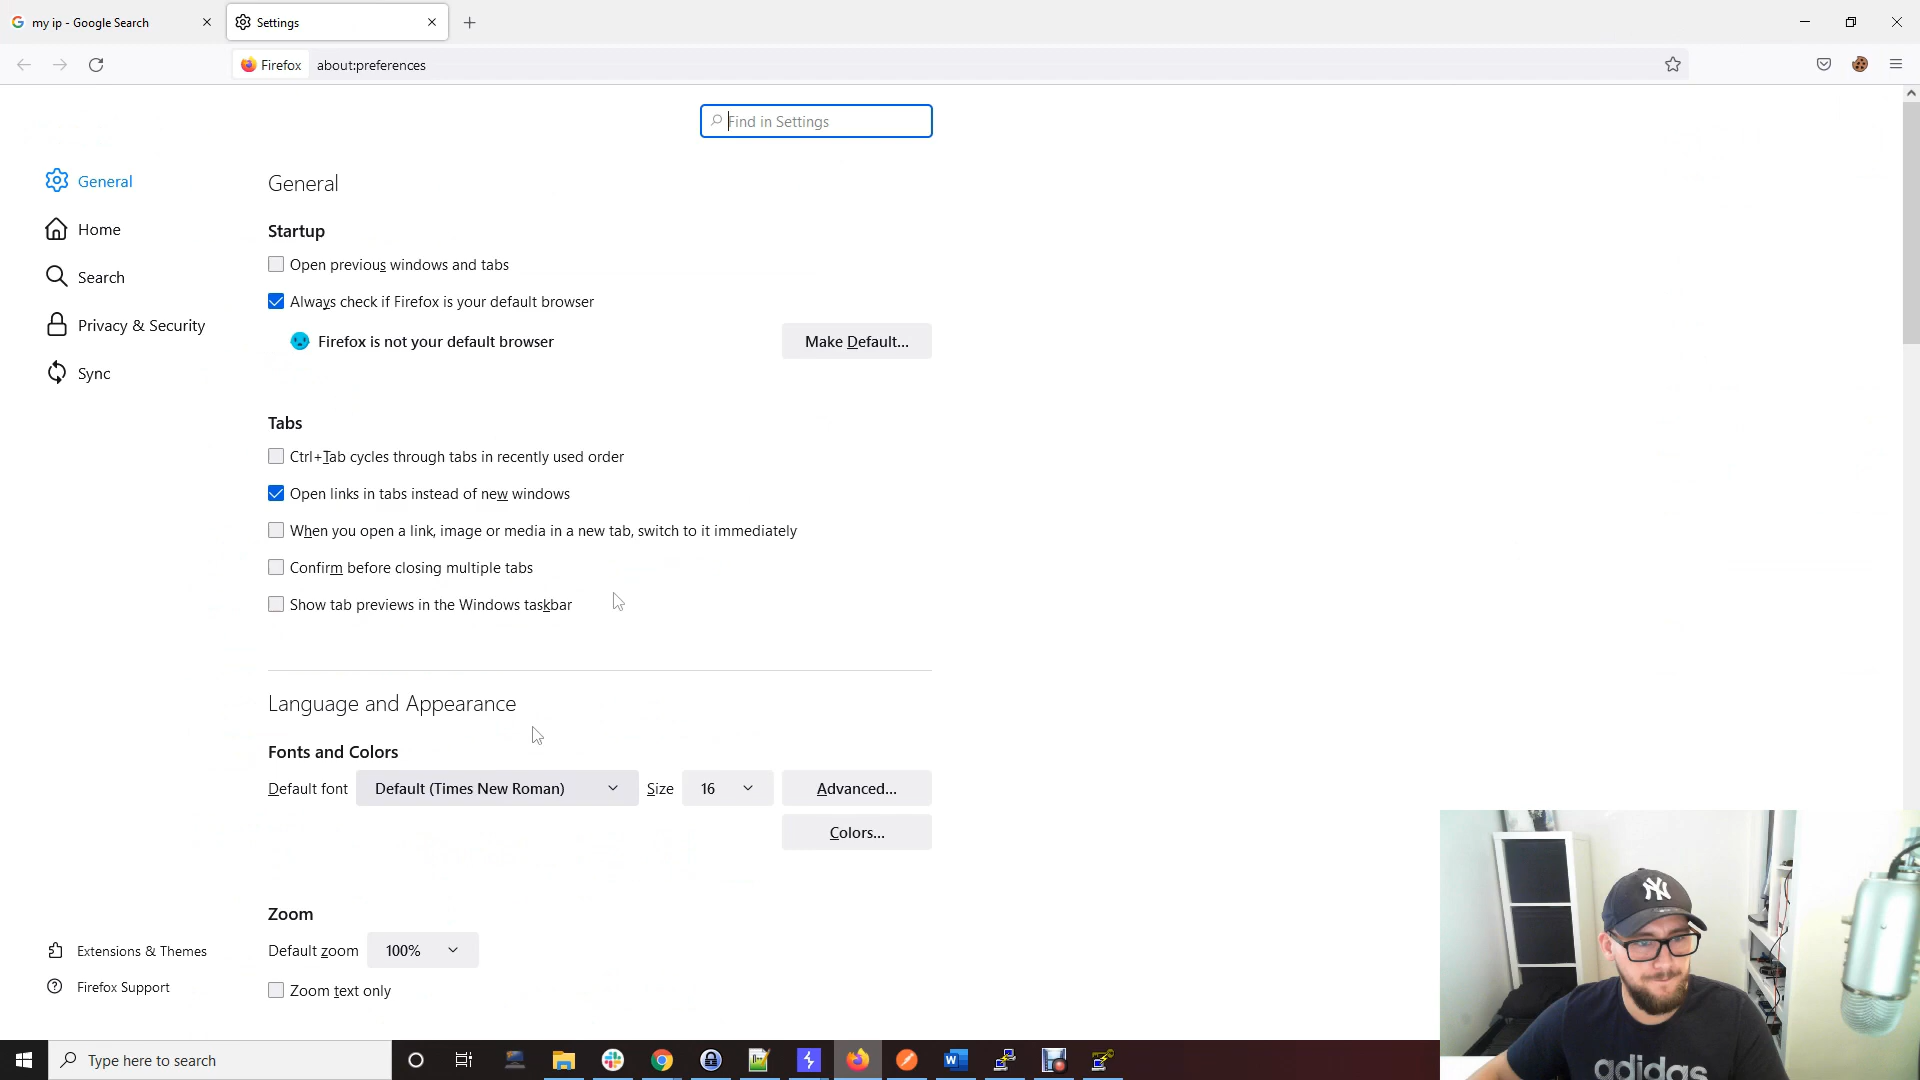 my ip - Google Search
Settings
Firefox
about:preferences
Find in Settings
General
Home
Search
Privacy & Security
Sync
General
Startup
Open previous windows and tabs
Always check if Firefox is your default browser
Firefox is not your default browser
Make Default...
Tabs
Ctrl+Tab cycles through tabs in recently used order
Open links in tabs instead of new windows
When you open a link, image or media in a new tab, switch to it immediately
Confirm before closing multiple tabs
Show tab previews in the Windows taskbar
Language and Appearance
Fonts and Colors
Default font
Default (Times New Roman)
Size
16
Advanced...
Colors...
Zoom
Default zoom
100%
Zoom text only
Extensions & Themes
Firefox Support
Type here to search
NY
adidas